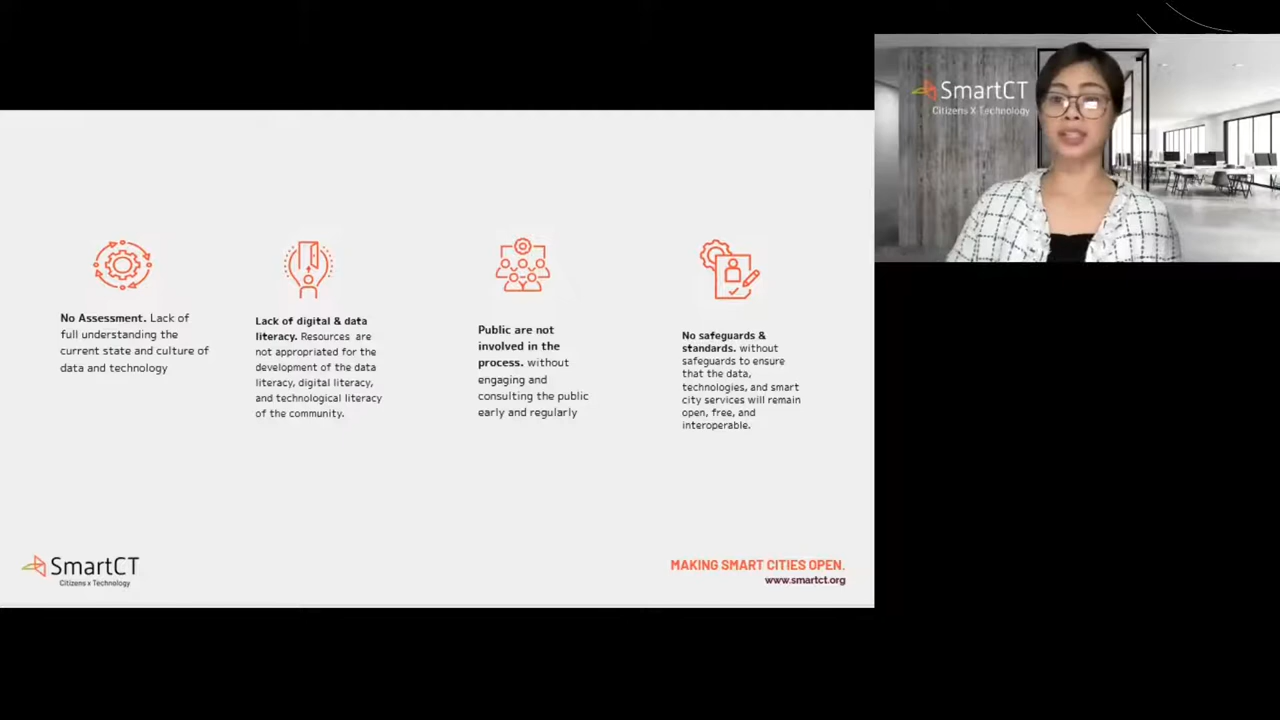 SmartCT
Citizens X Technology
No Assessment. Lack of
full understanding the
current state and culture of
data and technology
Lack of digital & data
literacy. Resources are
not appropriated for the
development of the data
literacy, digital literacy,
and technological literacy
of the community.
Public are not
involved in the
process. without
engaging and
consulting the public
early and regularly
No safeguards &
standards. without
safeguards to ensure
that the data,
technologies, and smart
city services will remain
open, free, and
interoperable.
SmartCT
Citizens x Technology
MAKING SMART CITIES OPEN.
www.smartct.org